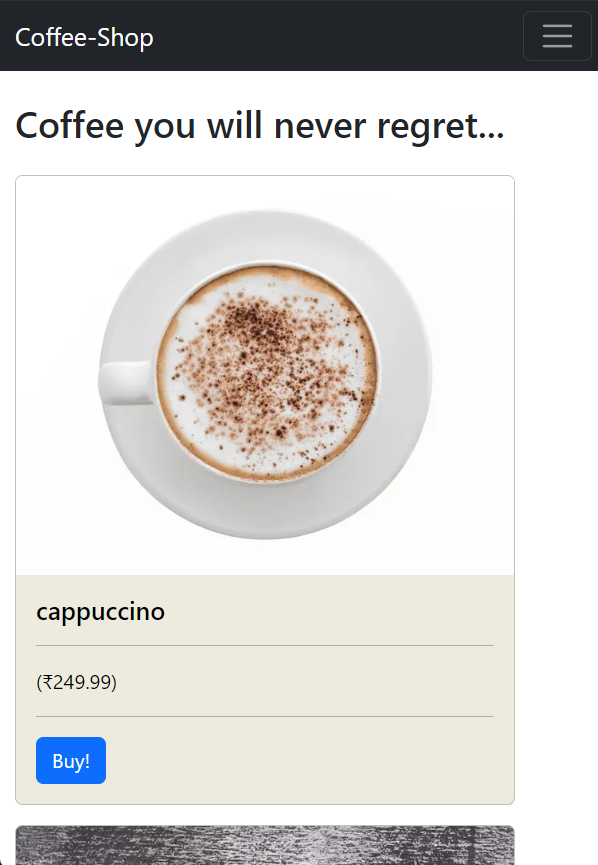 Coffee-Shop
Coffee you will never regret...
cappuccino
(₹249.99)
Buy!